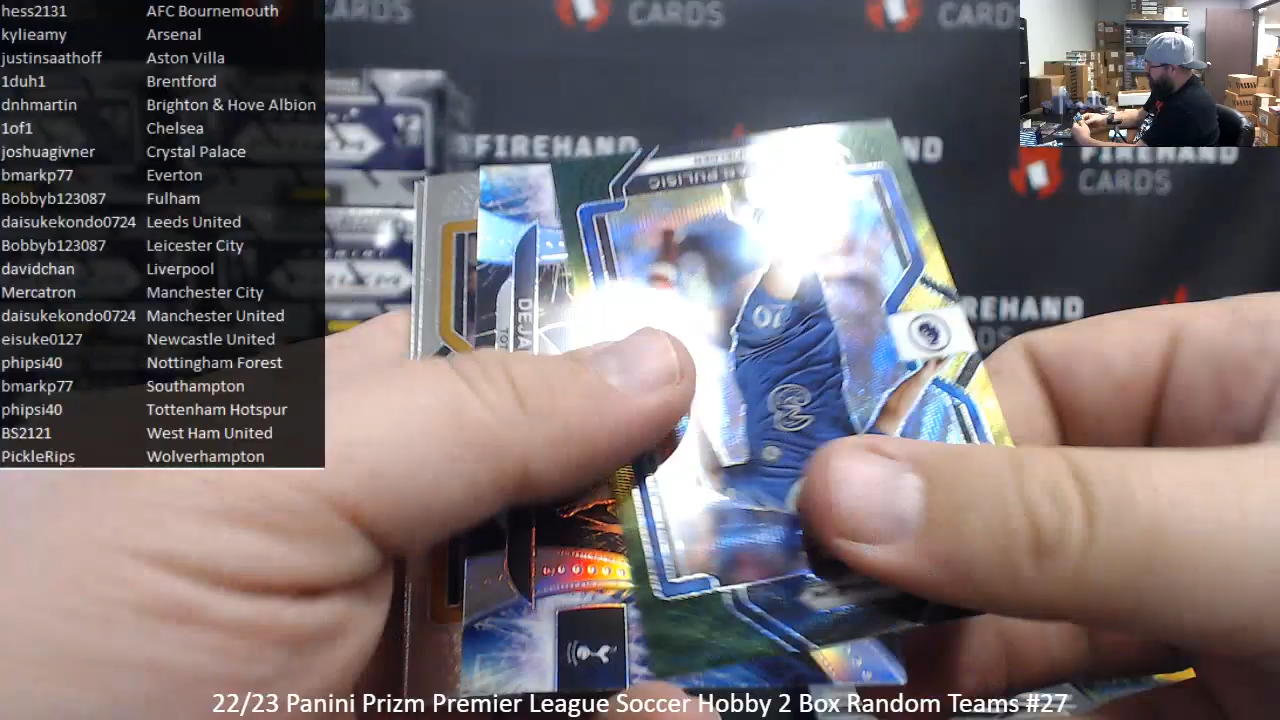 hess2131 AFC Bournemouth
kylieamy Arsenal
justinsaathoff Aston Villa
1duh1 Brentford
dnhmartin Brighton & Hove Albion
1of1 Chelsea
joshuagivner Crystal Palace
bmarkp77 Everton
Bobbyb123087 Fulham
daisukekondo0724 Leeds United
Bobbyb123087 Leicester City
davidchan Liverpool
Mercatron Manchester City
daisukekondo0724 Manchester United
eisuke0127 Newcastle United
phipsi40 Nottingham Forest
bmarkp77 Southampton
phipsi40 Tottenham Hotspur
BS2121 West Ham United
PickleRips Wolverhampton
CARDS
CARDS
CARDS
FIREHAND
FIREHAND
CARDS
FIREHAND
PULISIC
10
DEJA
22/23 Panini Prizm Premier League Soccer Hobby 2 Box Random Teams #27